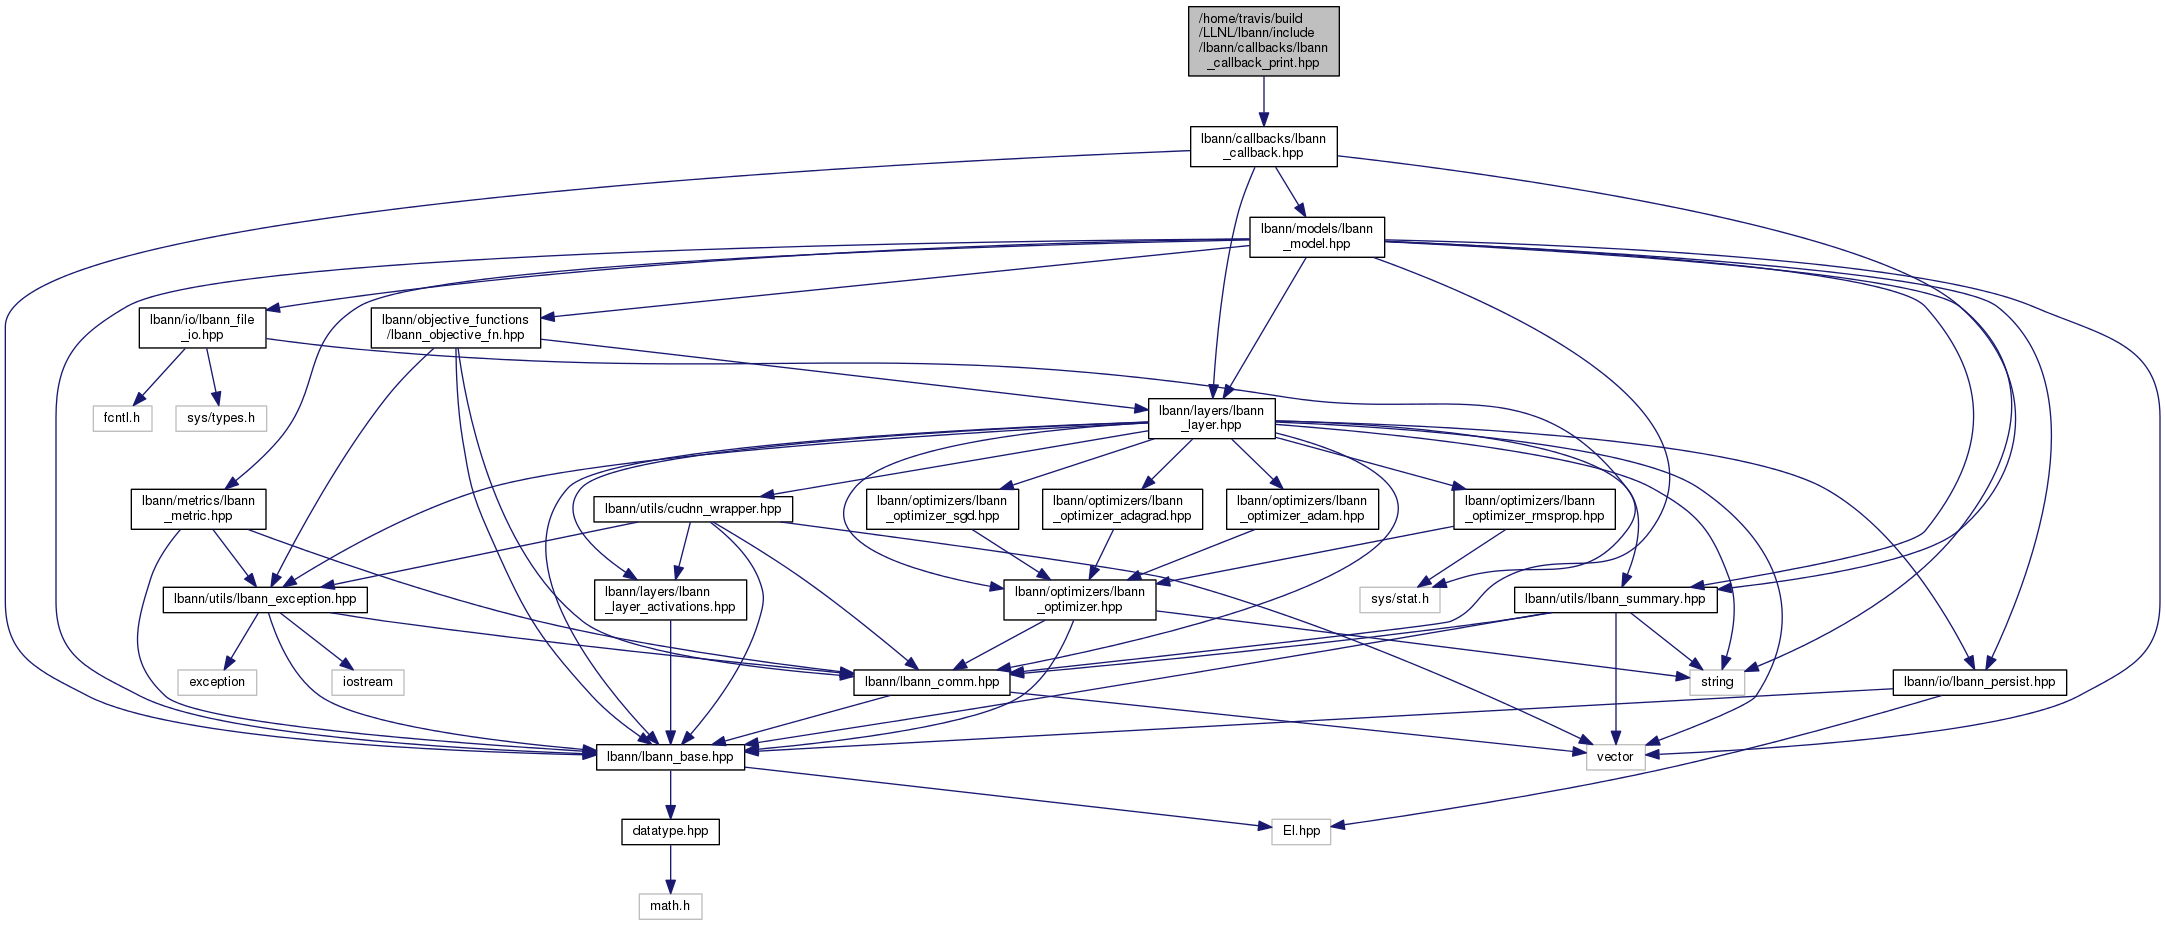 /home/travis/build
/LLNL/lbann/include
/lbann/callbacks/lbann
_callback_print.hpp
lbann/callbacks/lbann
_callback.hpp
lbann/models/lbann
_model.hpp
lbann/io/lbann_file
_io.hpp
lbann/objective_functions
/lbann_objective_fn.hpp
fcntl.h
sys/types.h
lbann/layers/lbann
_layer.hpp
lbann/metrics/lbann
_metric.hpp
lbann/utils/cudnn_wrapper.hpp
lbann/optimizers/lbann
_optimizer_sgd.hpp
lbann/optimizers/lbann
_optimizer_adagrad.hpp
lbann/optimizers/lbann
_optimizer_adam.hpp
lbann/optimizers/lbann
_optimizer_rmsprop.hpp
lbann/utils/lbann_exception.hpp
lbann/layers/lbann
_layer_activations.hpp
lbann/optimizers/lbann
_optimizer.hpp
sys/stat.h
lbann/utils/lbann_summary.hpp
exception
iostream
lbann/lbann_comm.hpp
string
lbann/io/lbann_persist.hpp
lbann/lbann_base.hpp
vector
datatype.hpp
El.hpp
math.h